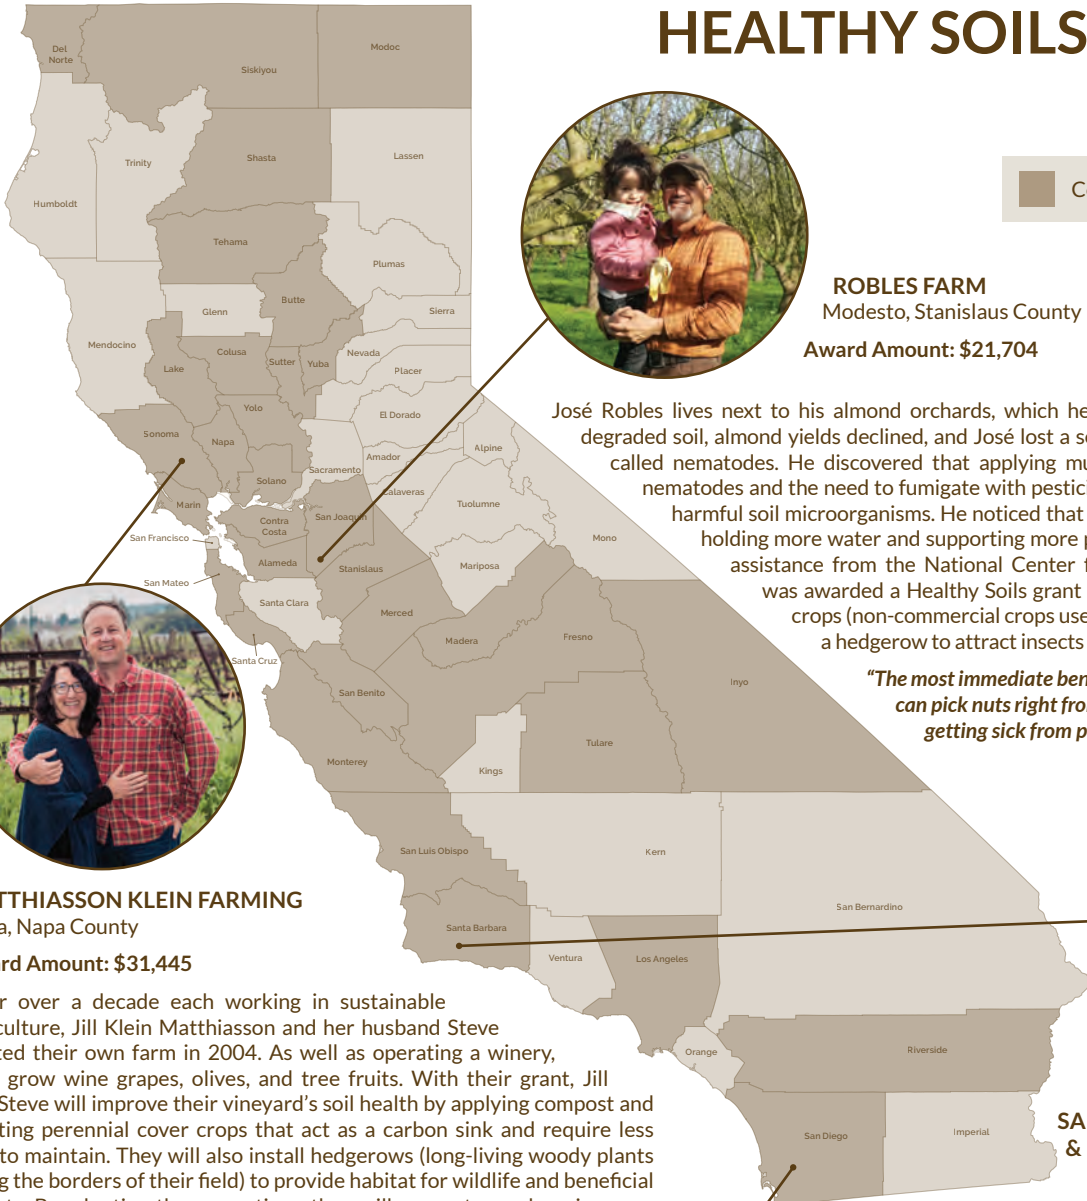 HEALTHY SOILS
Del
Norte
Siskiyou
Modoc
Trinity
Shasta
Lassen
Humboldt
Tehama
Plumas
Butte
Glenn
Sierra
Mendocino
Colusa
Lake
Sutter
Yuba
Nevada
Placer
Yolo
El Dorado
Sonoma
Napa
Alpine
Amador
Sacramento
Solano
Calaveras
Marin
Tuolumne
Contra
Costa
San Joaquin
San Francisco
Mono
Alameda
Stanislaus
Mariposa
San Mateo
Santa Clara
Merced
Madera
Fresno
Santa Cruz
San Benito
Inyo
Tulare
Monterey
Kings
San Luis Obispo
Kern
San Bernardino
Santa Barbara
Ventura
Los Angeles
Orange
Riverside
San Diego
Imperial
ROBLES FARM
Modesto, Stanislaus County
Award Amount: $21,704
José Robles lives next to his almond orchards, which he
degraded soil, almond yields declined, and José lost a
called nematodes. He discovered that applying
nematodes and the need to fumigate with
harmful soil microorganisms. He noticed that
holding more water and supporting more
assistance from the National Center
was awarded a Healthy Soils grant
crops (non-commercial crops use
a hedgerow to attract insects
“The most immediate
can pick nuts right
getting sick from
TTHIASSON KLEIN FARMING
a, Napa County
rd Amount: $31,445
r over a decade each working in sustainable
culture, Jill Klein Matthiasson and her husband Steve
ted their own farm in 2004. As well as operating a winery,
grow wine grapes, olives, and tree fruits. With their grant, Jill
Steve will improve their vineyard’s soil health by applying compost and
ting perennial cover crops that act as a carbon sink and require less
to maintain. They will also install hedgerows (long-living woody plants
g the borders of their field) to provide habitat for wildlife and beneficial
SA
&